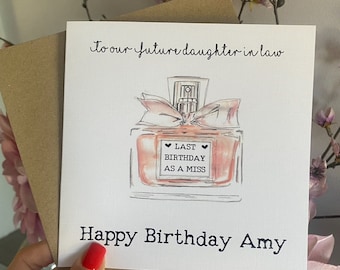 to our future daughter in law
LAST
BIRTHDAY
AS A MISS
Happy Birthday Amy